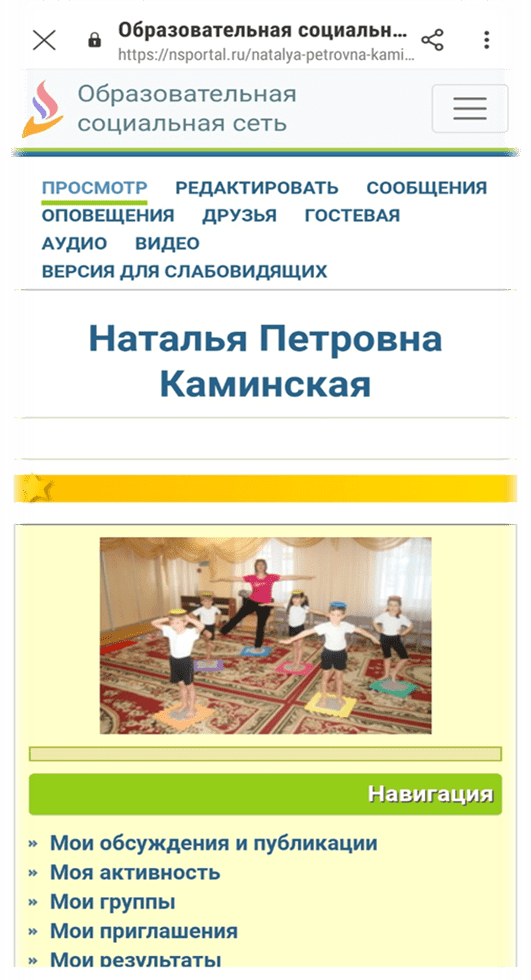 Образовательная социальн...
https://nsportal.ru/natalya-petrovna-kami...
Образовательная
социальная сеть
ПРОСМОТР РЕДАКТИРОВАТЬ СООБЩЕНИЯ
ОПОВЕЩЕНИЯ ДРУЗЬЯ ГОСТЕВАЯ
АУДИО ВИДЕО
ВЕРСИЯ ДЛЯ СЛАБОВИДЯЩИХ
Наталья Петровна
Каминская
Навигация
» Мои обсуждения и публикации
» Моя активность
» Мои группы
» Мои приглашения
» Мои результаты